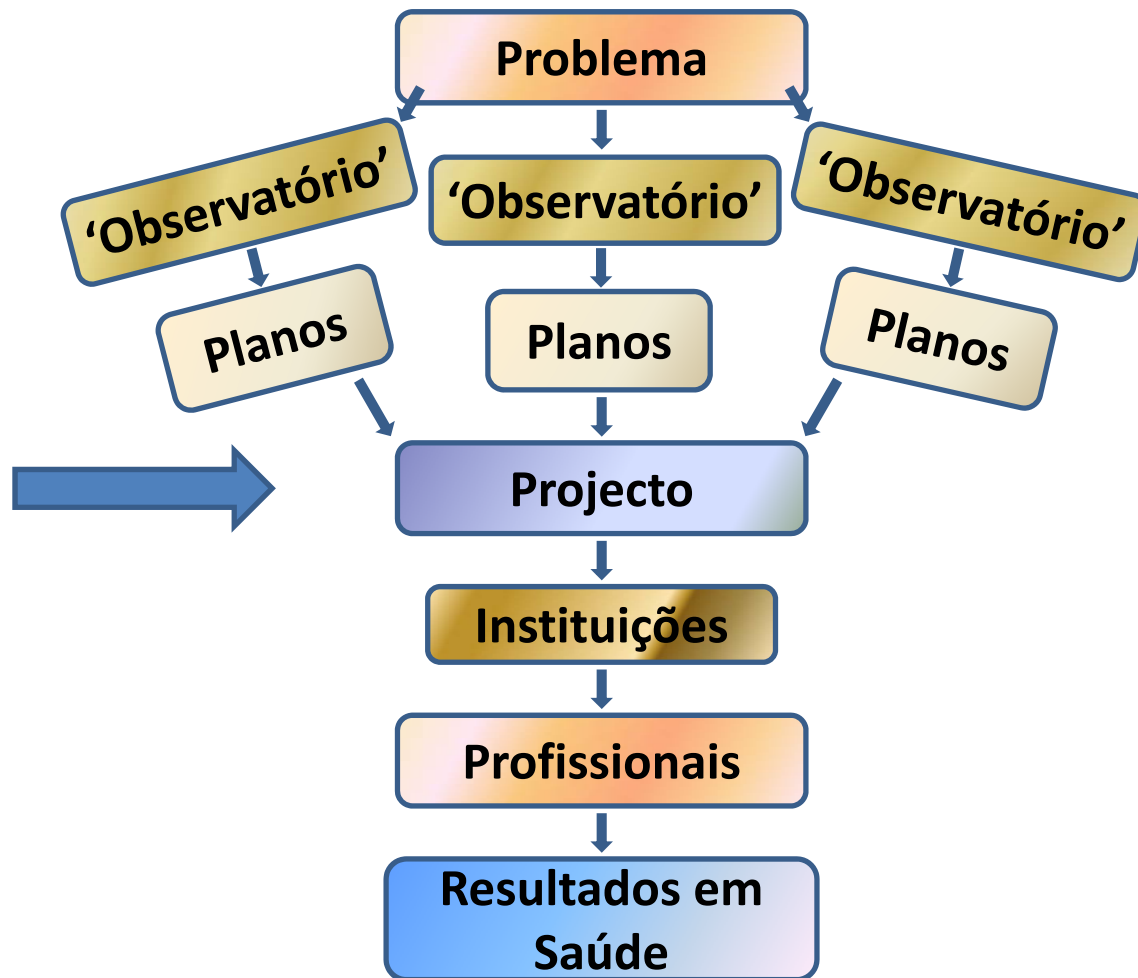 Problema
‘Observatório’
‘Observatório’
‘Observatório’
Planos
Planos
Planos
Projecto
Instituições
Profissionais
Resultados em
Saúde